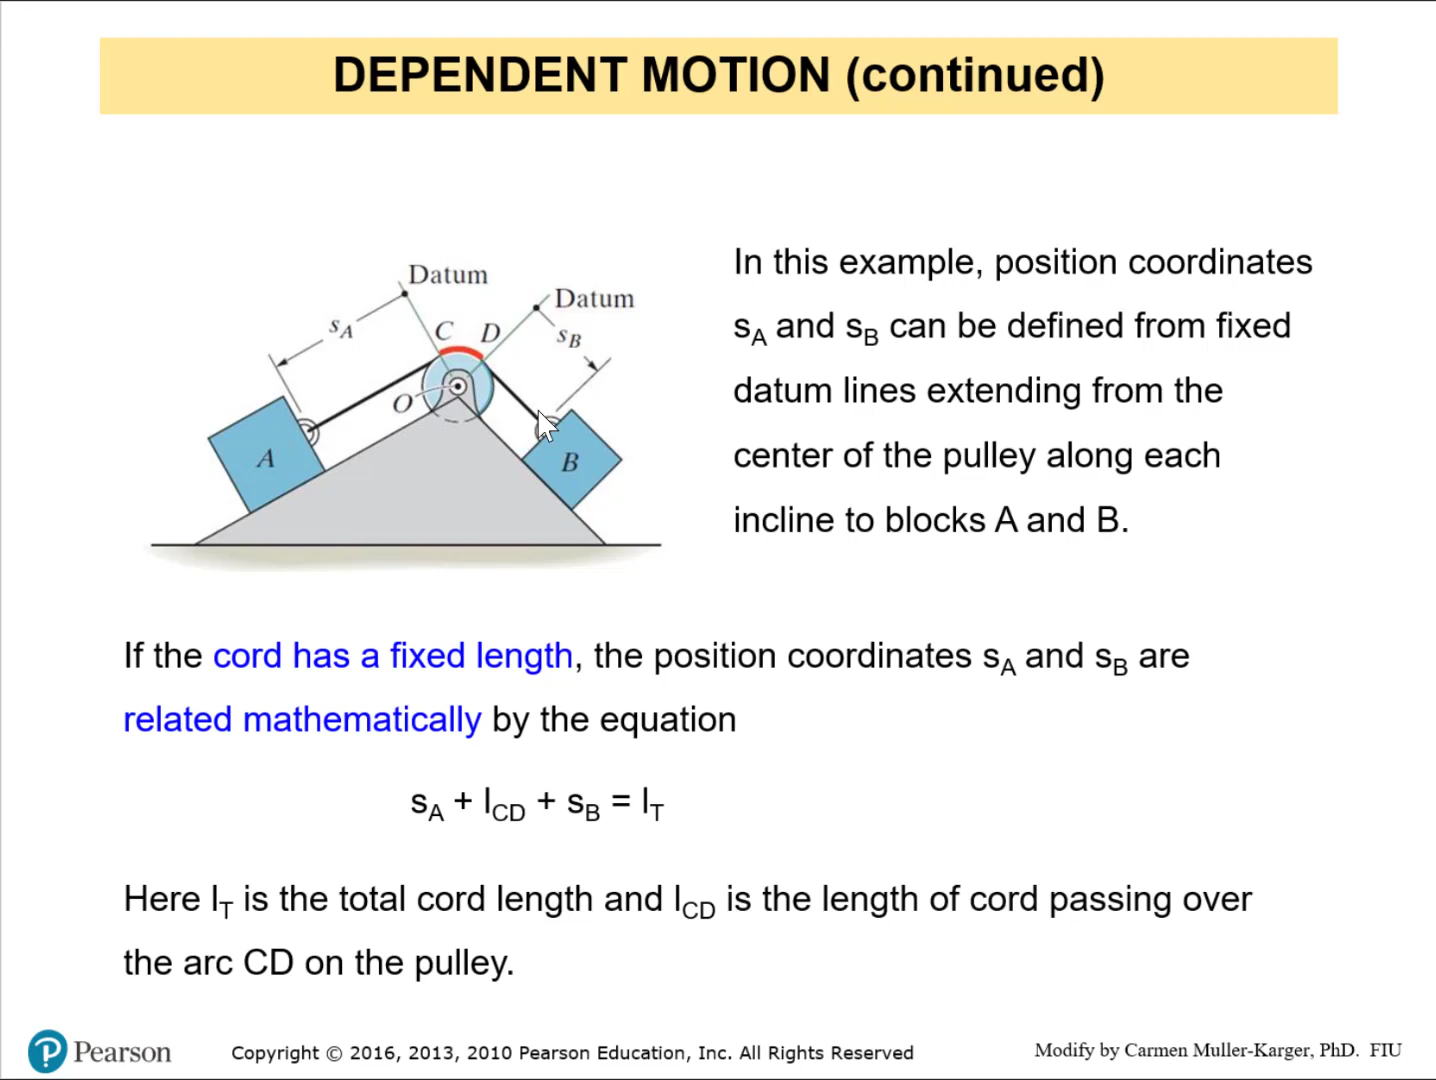 DEPENDENT MOTION (continued)
Datum
Datum
sA
C D
sB
O
A
B
In this example, position coordinates
sA and sB can be defined from fixed
datum lines extending from the
center of the pulley along each
incline to blocks A and B.
If the cord has a fixed length, the position coordinates sA and sB are
related mathematically by the equation
sA + lCD + sB = lT
Here lT is the total cord length and lCD is the length of cord passing over
the arc CD on the pulley.
P Pearson
Copyright © 2016, 2013, 2010 Pearson Education, Inc. All Rights Reserved
Modify by Carmen Muller-Karger, PhD. FIU